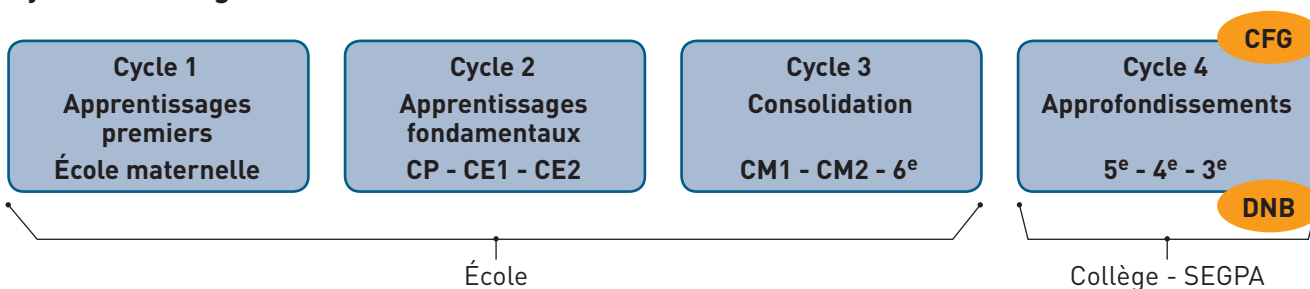 Cycle 1
Apprentissages
premiers
École maternelle
Cycle 2
Apprentissages
fondamentaux
CP - CE1 - CE2
Cycle 3
Consolidation
CM1 - CM2 - 6e
CFG
Cycle 4
Approfondissements
5e - 4e - 3e
DNB
École
Collège - SEGPA